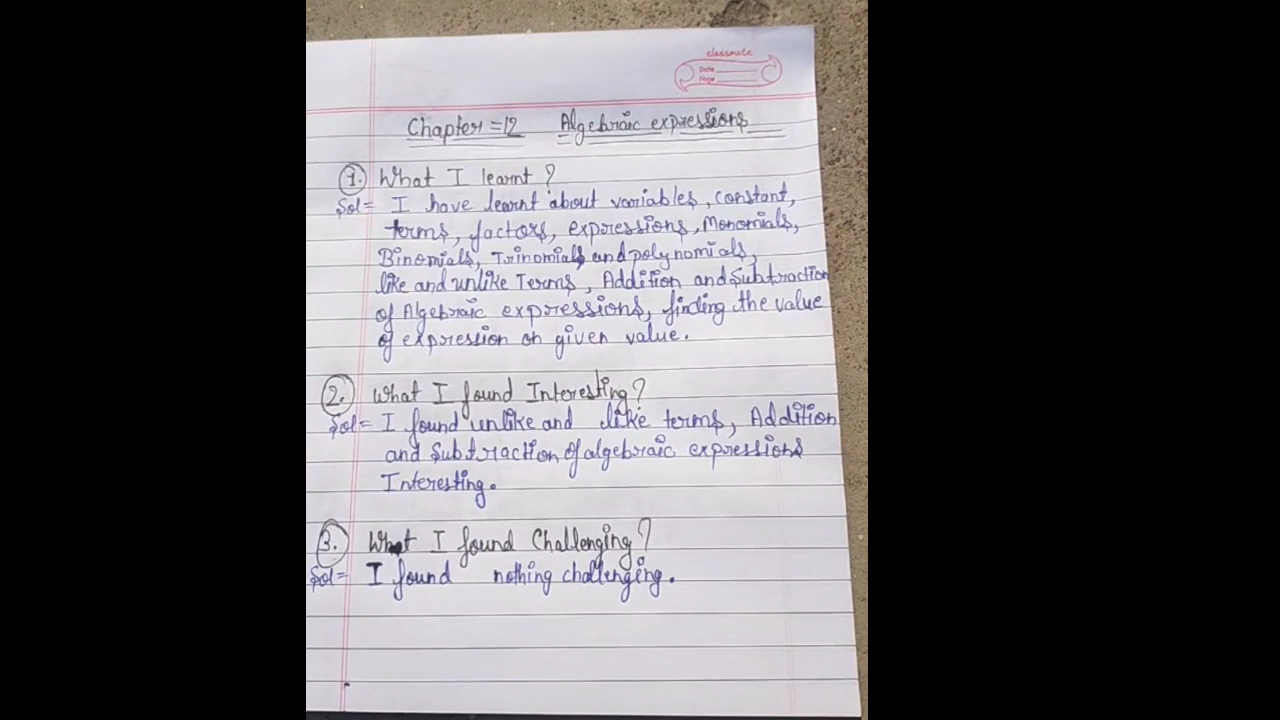 classmate
Date
Page
Chapter =12 Algebraic expressions
1. What I learnt ?
Sol = I have learnt about variables, constant,
terms, factors, expressions, Monomials,
Binomials, Trinomials and polynomials,
like and unlike Terms, Addition and Subtraction
of Algebraic expressions, finding the value
of expression on given value.
2. What I found Interesting?
Sol = I found unlike and like terms, Addition
and Subtraction of algebraic expressions
Interesting.
3. What I found Challenging?
Sol = I found nothing challenging.